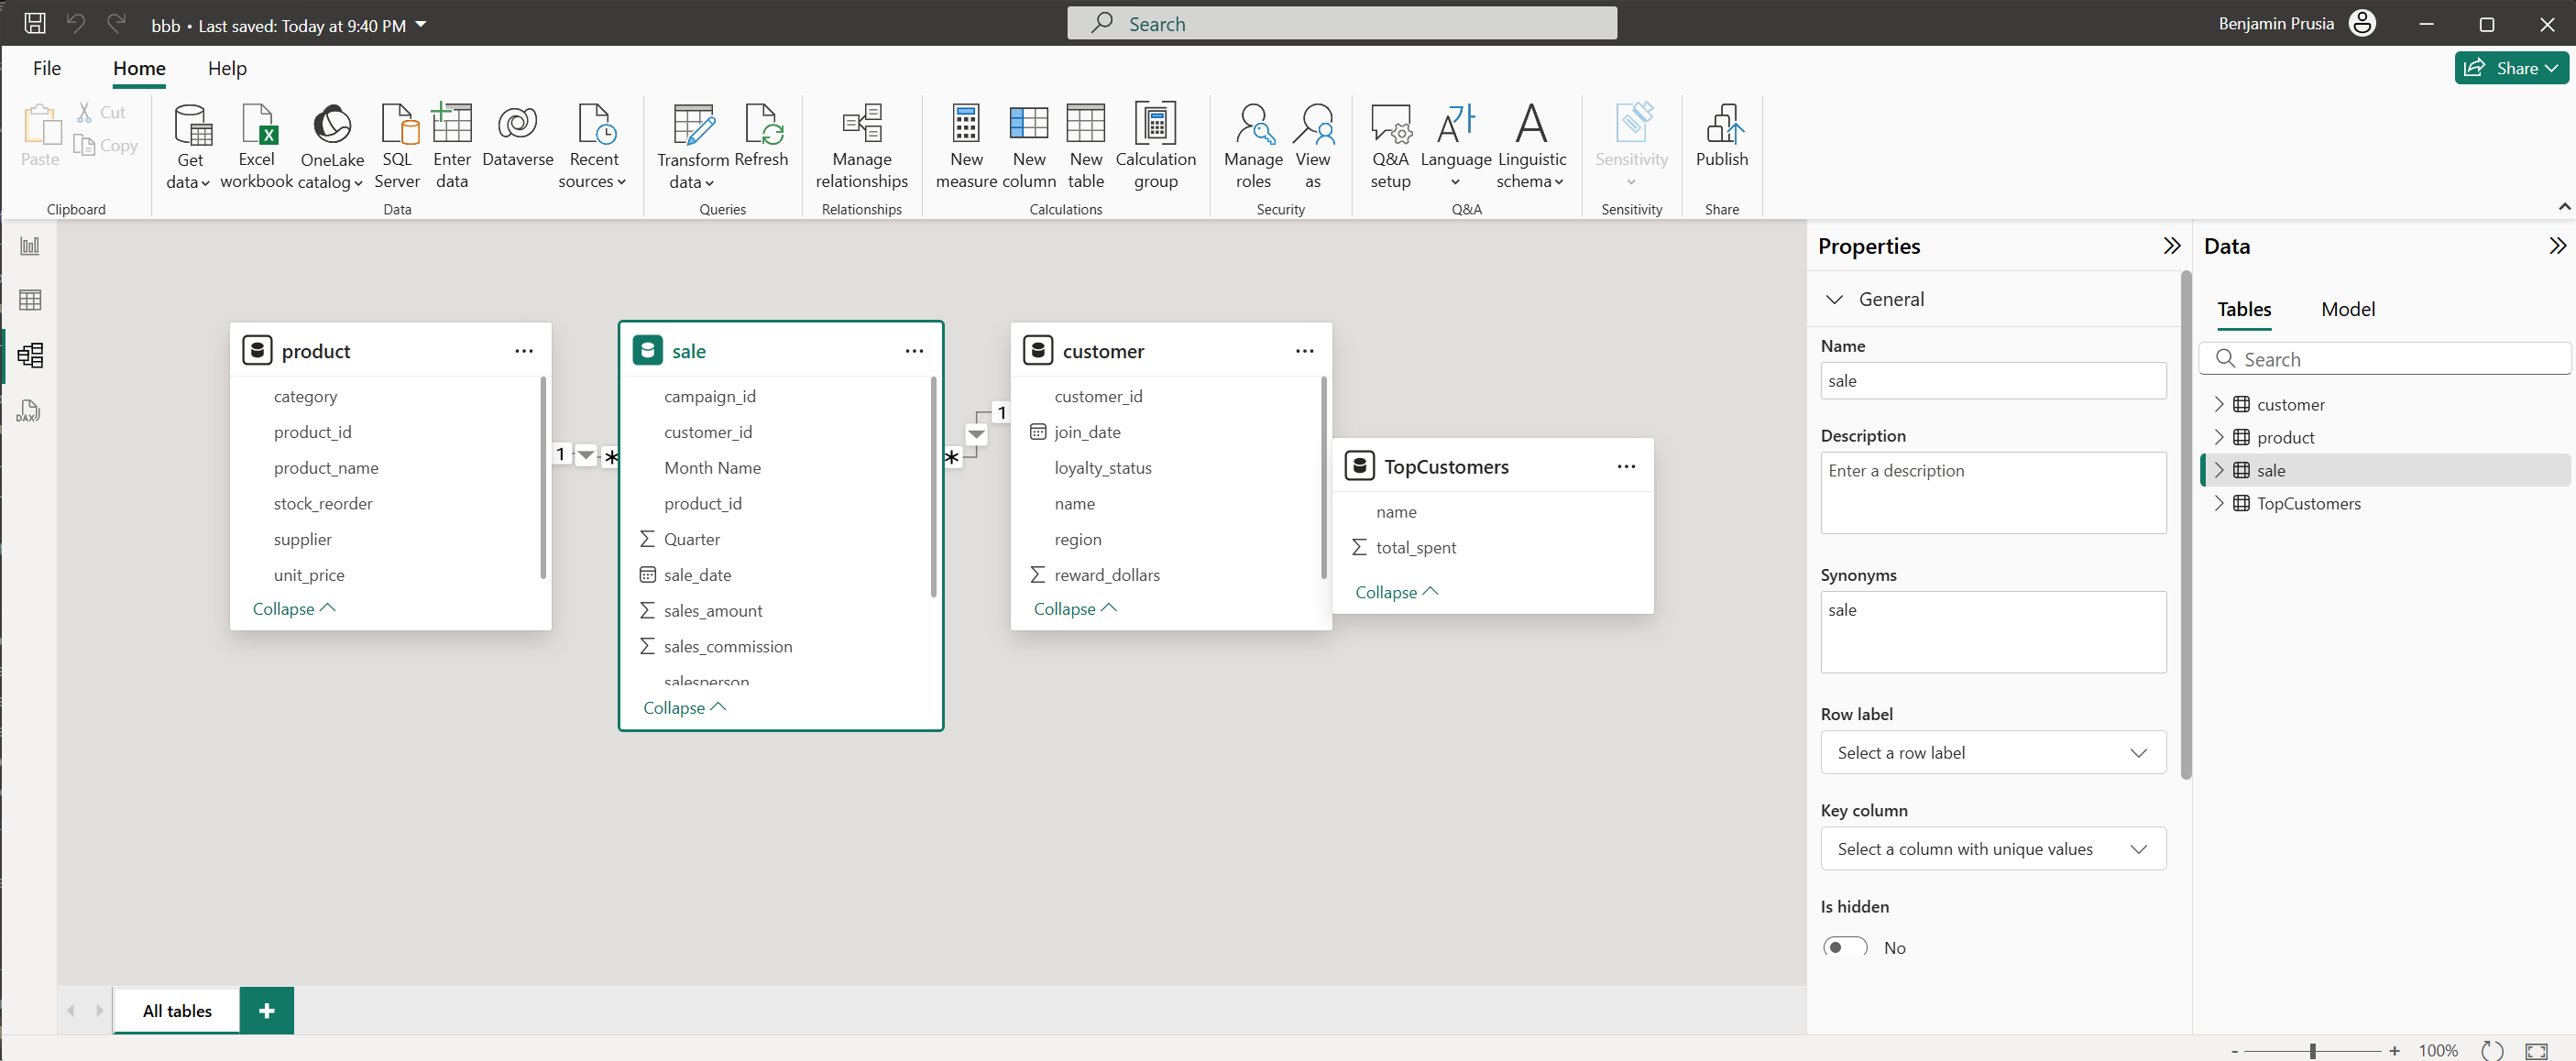 bbb • Last saved: Today at 9:40 PM
Search
Benjamin Prusia
File
Home
Help
Share
Paste
Cut
Copy
Clipboard
Get data
Excel workbook
OneLake catalog
SQL Server
Enter data
Dataverse
Recent sources
Data
Transform data
Refresh
Queries
Manage relationships
Relationships
New measure
New column
New table
Calculation group
Calculations
Manage roles
View as
Security
Q&A setup
Language
Linguistic schema
Q&A
Sensitivity
Sensitivity
Publish
Share
DAX
product
category
product_id
product_name
stock_reorder
supplier
unit_price
Collapse
1
*
sale
campaign_id
customer_id
Month Name
product_id
Quarter
sale_date
sales_amount
sales_commission
salesperson
Collapse
*
1
customer
customer_id
join_date
loyalty_status
name
region
reward_dollars
Collapse
TopCustomers
name
total_spent
Collapse
All tables
Properties
General
Name
sale
Description
Enter a description
Synonyms
sale
Row label
Select a row label
Key column
Select a column with unique values
Is hidden
No
Data
Tables
Model
Search
customer
product
sale
TopCustomers
- + 100%